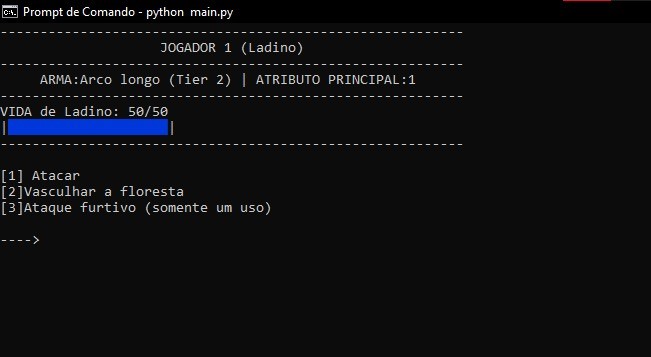 Prompt de Comando - python main.py
----------------------------------------------------------
JOGADOR 1 (Ladino)
----------------------------------------------------------
ARMA:Arco longo (Tier 2) | ATRIBUTO PRINCIPAL:1
----------------------------------------------------------
VIDA de Ladino: 50/50
| |
----------------------------------------------------------
[1] Atacar
[2]Vasculhar a floresta
[3]Ataque furtivo (somente um uso)
---->